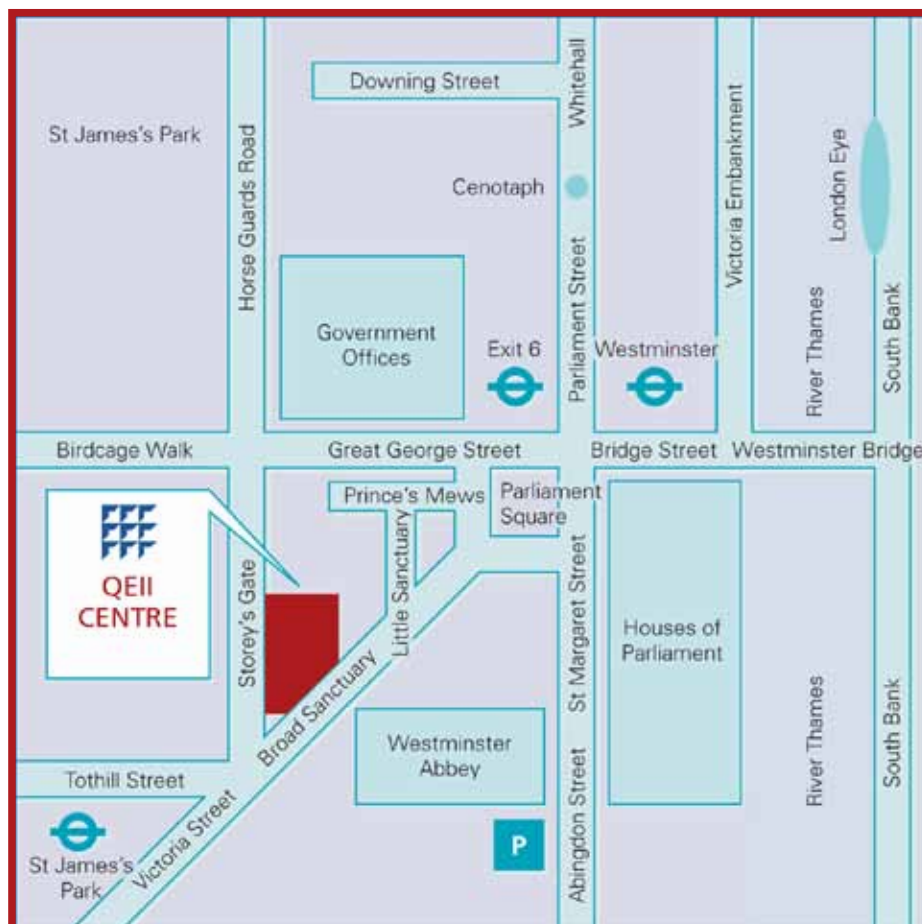 Downing Street
Whitehall
St James's Park
Horse Guards Road
Cenotaph
Victoria Embankment
London Eye
Government
Offices
Exit 6
Parliament Street
Westminster
River Thames
South Bank
Birdcage Walk
Great George Street
Bridge Street
Westminster Bridge
Prince's Mews
Parliament
Square
QEII
CENTRE
Storey's Gate
Little Sanctuary
St Margaret Street
Houses of
Parliament
Broad Sanctuary
Westminster
Abbey
River Thames
South Bank
Tothill Street
Victoria Street
St James's
Park
P
Abingdon Street